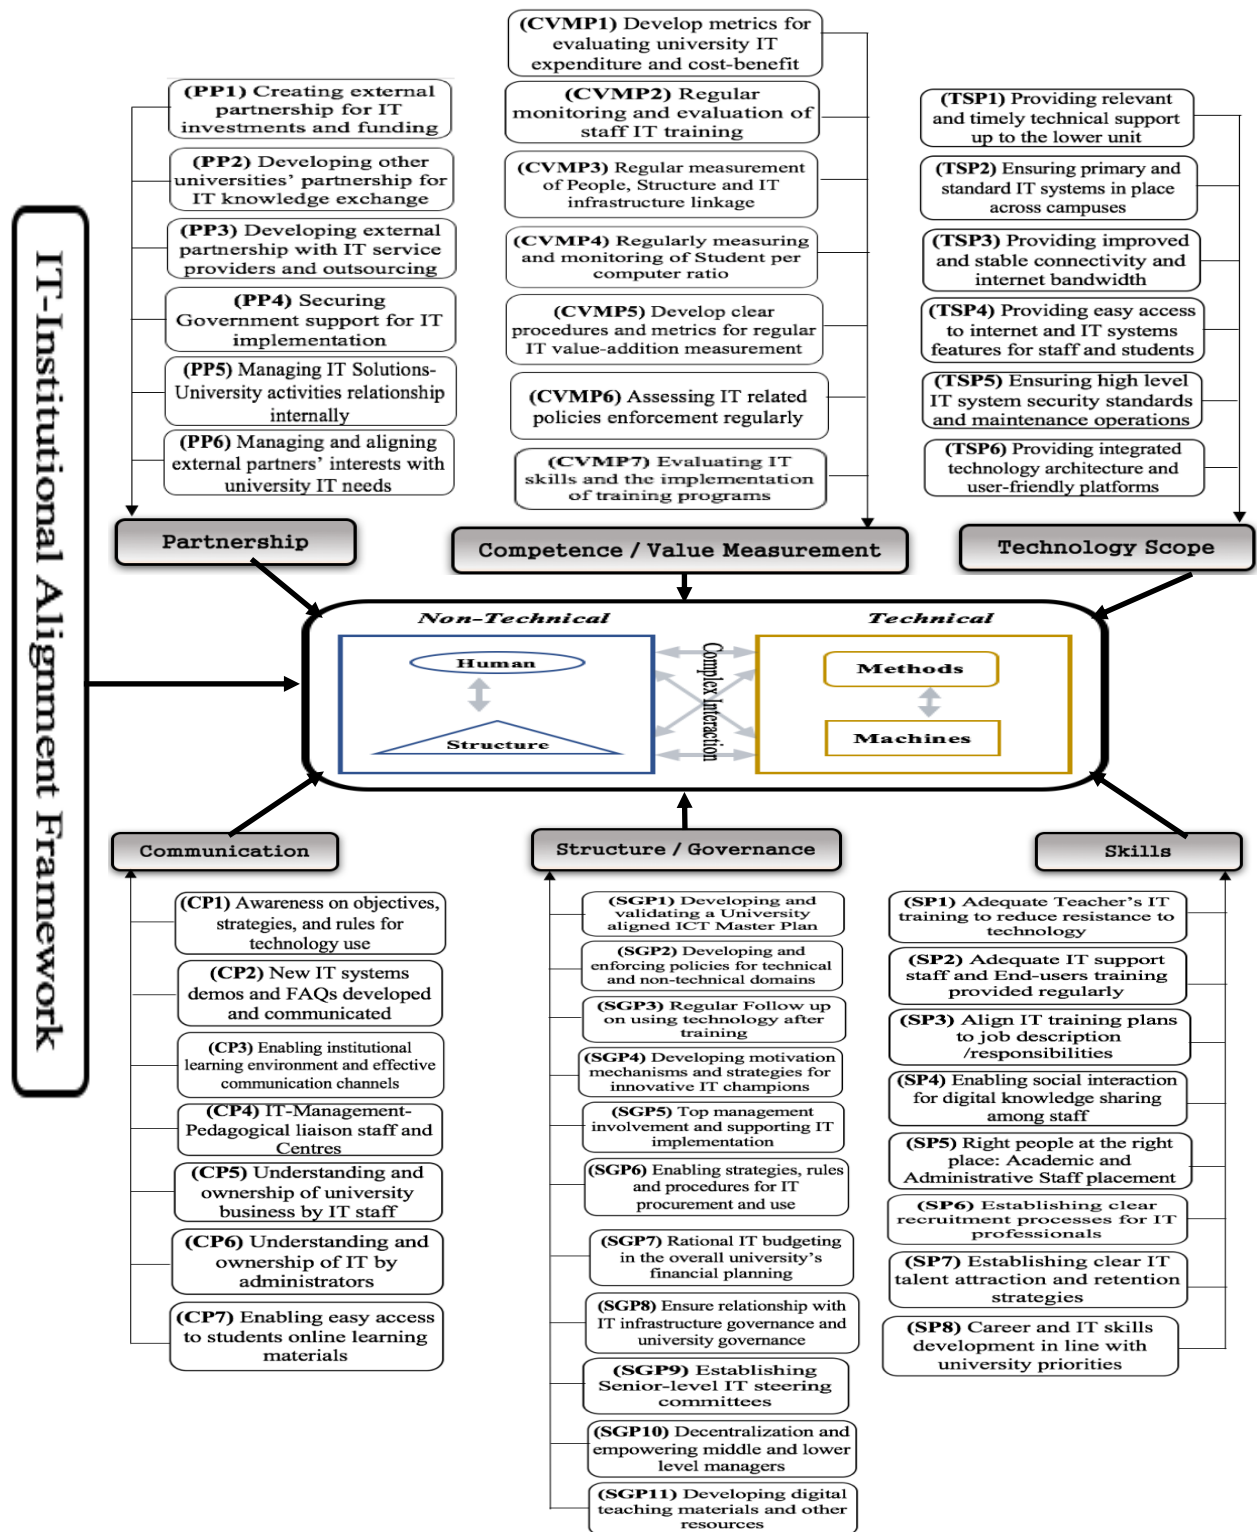 IT-Institutional Alignment Framework
(PP1) Creating external
partnership for IT
investments and funding
(PP2) Developing other
universities’ partnership for
IT knowledge exchange
(PP3) Developing external
partnership with IT service
providers and outsourcing
(PP4) Securing
Government support for IT
implementation
(PP5) Managing IT Solutions-
University activities relationship
internally
(PP6) Managing and aligning
external partners’ interests with
university IT needs
Partnership
(CVMP1) Develop metrics for
evaluating university IT
expenditure and cost-benefit
(CVMP2) Regular
monitoring and evaluation of
staff IT training
(CVMP3) Regular measurement
of People, Structure and IT
infrastructure linkage
(CVMP4) Regularly measuring
and monitoring of Student per
computer ratio
(CVMP5) Develop clear
procedures and metrics for regular
IT value-addition measurement
(CVMP6) Assessing IT related
policies enforcement regularly
(CVMP7) Evaluating IT
skills and the implementation
of training programs
Competence / Value Measurement
(TSP1) Providing relevant
and timely technical support
up to the lower unit
(TSP2) Ensuring primary and
standard IT systems in place
across campuses
(TSP3) Providing improved
and stable connectivity and
internet bandwidth
(TSP4) Providing easy access
to internet and IT systems
features for staff and students
(TSP5) Ensuring high level
IT system security standards
and maintenance operations
(TSP6) Providing integrated
technology architecture and
user-friendly platforms
Technology Scope
Non-Technical
Human
Structure
Complex Interaction
Technical
Methods
Machines
Communication
(CP1) Awareness on objectives,
strategies, and rules for
technology use
(CP2) New IT systems
demos and FAQs developed
and communicated
(CP3) Enabling institutional
learning environment and effective
communication channels
(CP4) IT-Management-
Pedagogical liaison staff and
Centres
(CP5) Understanding and
ownership of university
business by IT staff
(CP6) Understanding and
ownership of IT by
administrators
(CP7) Enabling easy access
to students online learning
materials
Structure / Governance
(SGP1) Developing and
validating a University
aligned ICT Master Plan
(SGP2) Developing and
enforcing policies for technical
and non-technical domains
(SGP3) Regular Follow up
on using technology after
training
(SGP4) Developing motivation
mechanisms and strategies for
innovative IT champions
(SGP5) Top management
involvement and supporting IT
implementation
(SGP6) Enabling strategies, rules
and procedures for IT
procurement and use
(SGP7) Rational IT budgeting
in the overall university’s
financial planning
(SGP8) Ensure relationship with
IT infrastructure governance and
university governance
(SGP9) Establishing
Senior-level IT steering
committees
(SGP10) Decentralization and
empowering middle and lower
level managers
(SGP11) Developing digital
teaching materials and other
resources
Skills
(SP1) Adequate Teacher’s IT
training to reduce resistance to
technology
(SP2) Adequate IT support
staff and End-users training
provided regularly
(SP3) Align IT training plans
to job description
/responsibilities
(SP4) Enabling social interaction
for digital knowledge sharing
among staff
(SP5) Right people at the right
place: Academic and
Administrative Staff placement
(SP6) Establishing clear
recruitment processes for IT
professionals
(SP7) Establishing clear IT
talent attraction and retention
strategies
(SP8) Career and IT skills
development in line with
university priorities